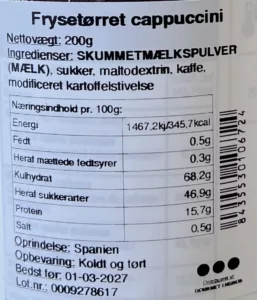 Frysetørret cappuccini
Nettovægt: 200g
Ingredienser: SKUMMETMÆLKSPULVER
(MÆLK), sukker, maltodextrin, kaffe,
modificeret kartoffelstivelse
Næringsindhold pr. 100g:
Energi 1467,2kj/345,7kcal
Fedt 0,5g
Heraf mættede fedtsyrer 0,3g
Kulhydrat 68,2g
Heraf sukkerarter 46,9g
Protein 15,7g
Salt 0,5g
Oprindelse: Spanien
Opbevaring: Koldt og tørt
Bedst før: 01-03-2027
Lot.nr.: 0009278617